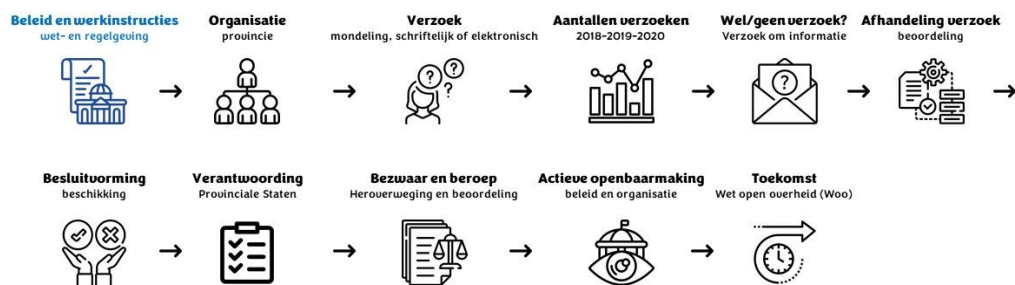 Beleid en werkinstructies
wet- en regelgeving
Organisatie
provincie
Verzoek
mondeling, schriftelijk of elektronisch
Aantallen verzoeken
2018-2019-2020
Wel/geen verzoek?
Verzoek om informatie
Afhandeling verzoek
beoordeling
Besluitvorming
beschikking
Verantwoording
Provinciale Staten
Bezwaar en beroep
Heroverweging en beoordeling
Actieve openbaarmaking
beleid en organisatie
Toekomst
Wet open overheid (Woo)